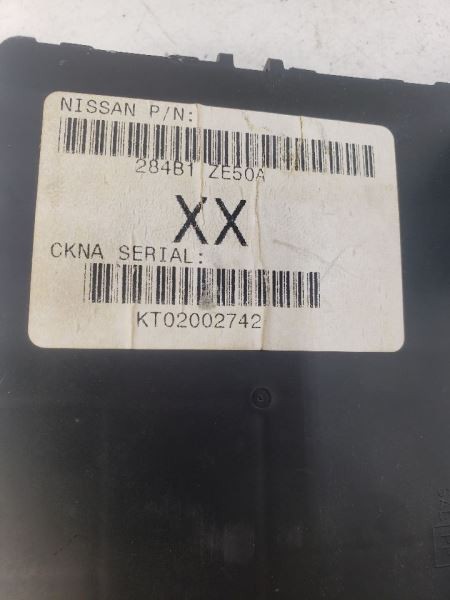 NISSAN P/N:
284B1 ZE50A
XX
CKNA SERIAL:
KT02002742